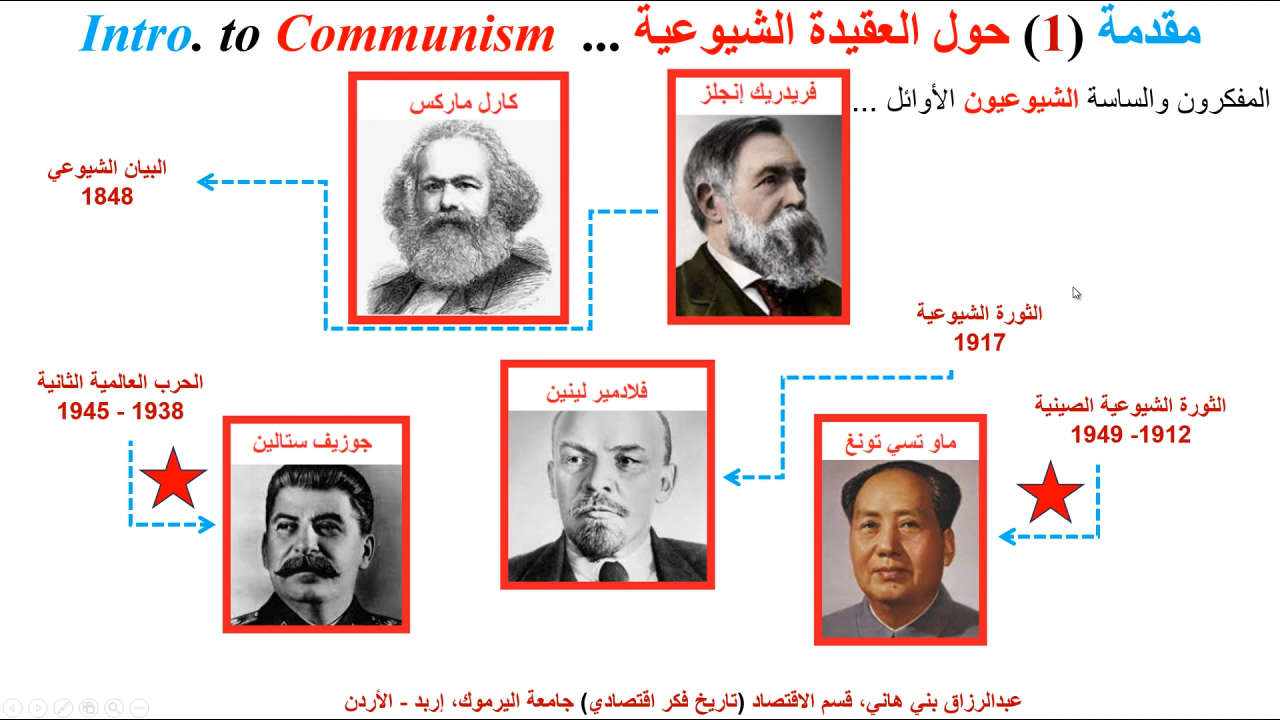 مقدمة (1) حول العقيدة الشيوعية ... Intro. to Communism
المفكرون والساسة الشيوعيون الأوائل ...
فريدريك إنجلز
كارل ماركس
البيان الشيوعي
1848
الثورة الشيوعية
1917
فلادمير لينين
الثورة الشيوعية الصينية
1912- 1949
ماو تسي تونغ
الحرب العالمية الثانية
1938 - 1945
جوزيف ستالين
عبدالرزاق بني هاني، قسم الاقتصاد (تاريخ فكر اقتصادي) جامعة اليرموك، إربد - الأردن